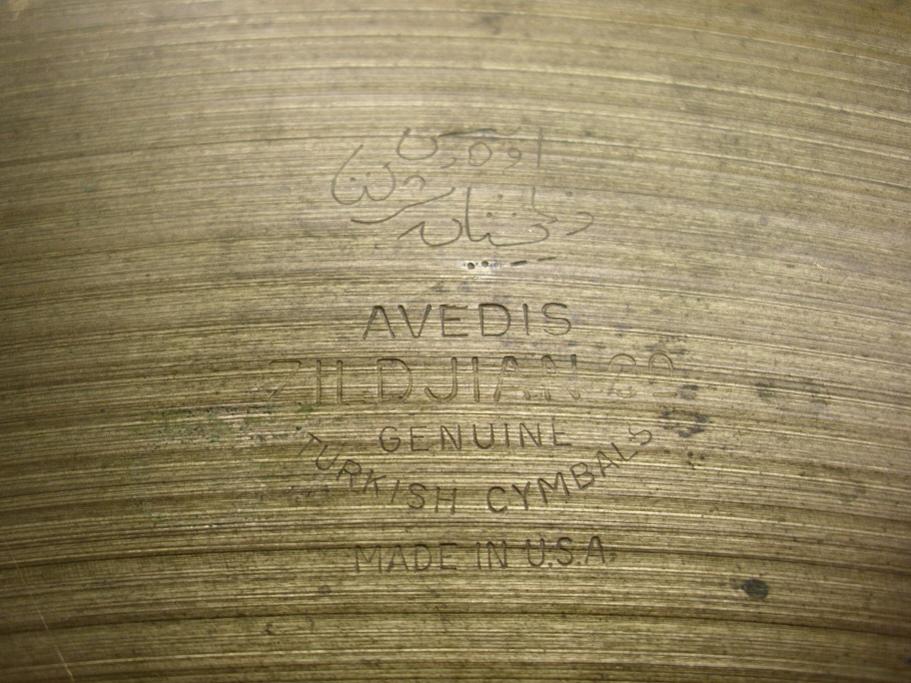 AVEDIS
ZILDJIAN CO.
GENUINE
TURKISH CYMBALS
MADE IN U.S.A.